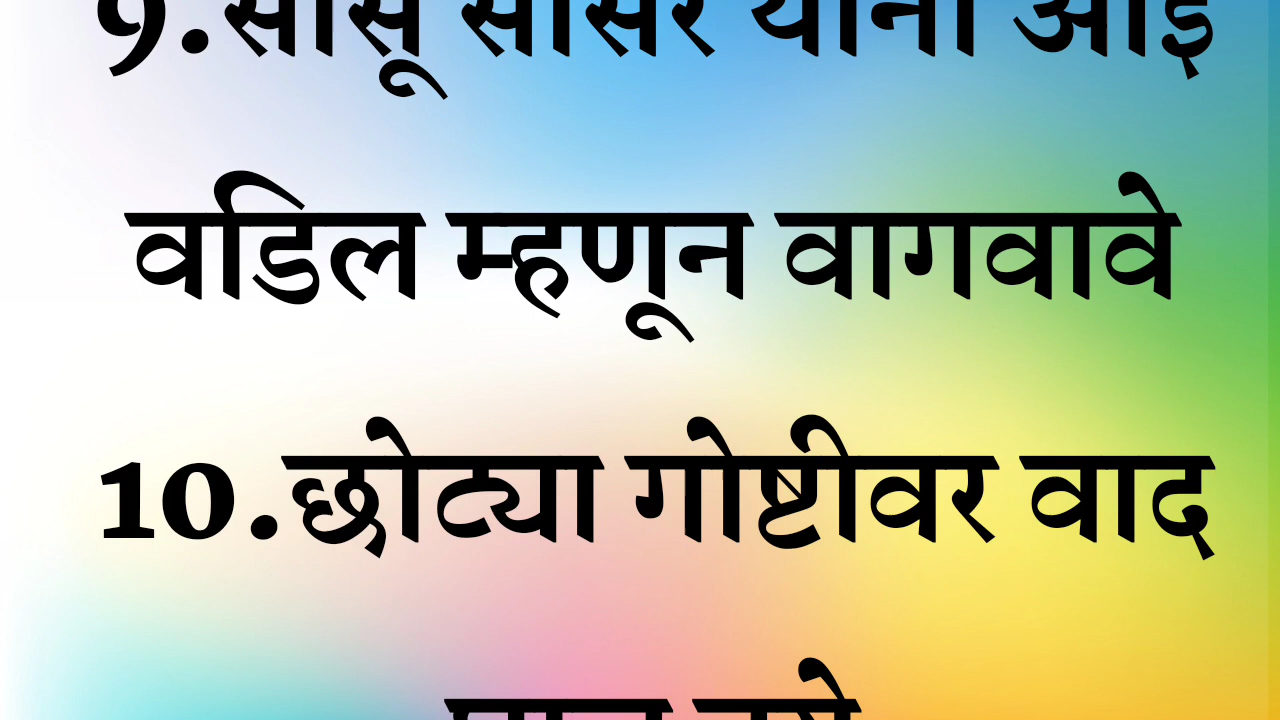 9.सासू सासरे यांना आई
वडिल म्हणून वागवावे
10.छोट्या गोष्टीवर वाद